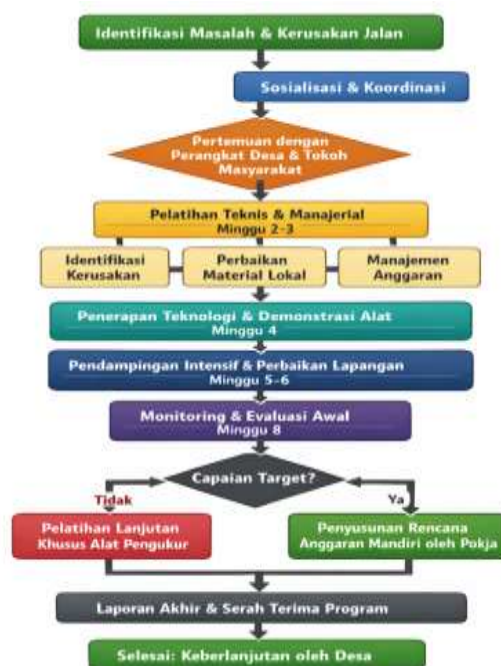 Identifikasi Masalah & Kerusakan Jalan
Sosialisasi & Koordinasi
Pertemuan dengan
Perangkat Desa & Tokoh
Masyarakat
Pelatihan Teknis & Manajerial
Minggu 2-3
Identifikasi
Kerusakan
Perbaikan
Material Lokal
Manajemen
Anggaran
Penerapan Teknologi & Demonstrasi Alat
Minggu 4
Pendampingan Intensif & Perbaikan Lapangan
Minggu 5-6
Monitoring & Evaluasi Awal
Minggu 8
Capaian Target?
Tidak
Ya
Pelatihan Lanjutan
Khusus Alat Pengukur
Penyusunan Rencana
Anggaran Mandiri oleh Pokja
Laporan Akhir & Serah Terima Program
Selesai: Keberlanjutan oleh Desa